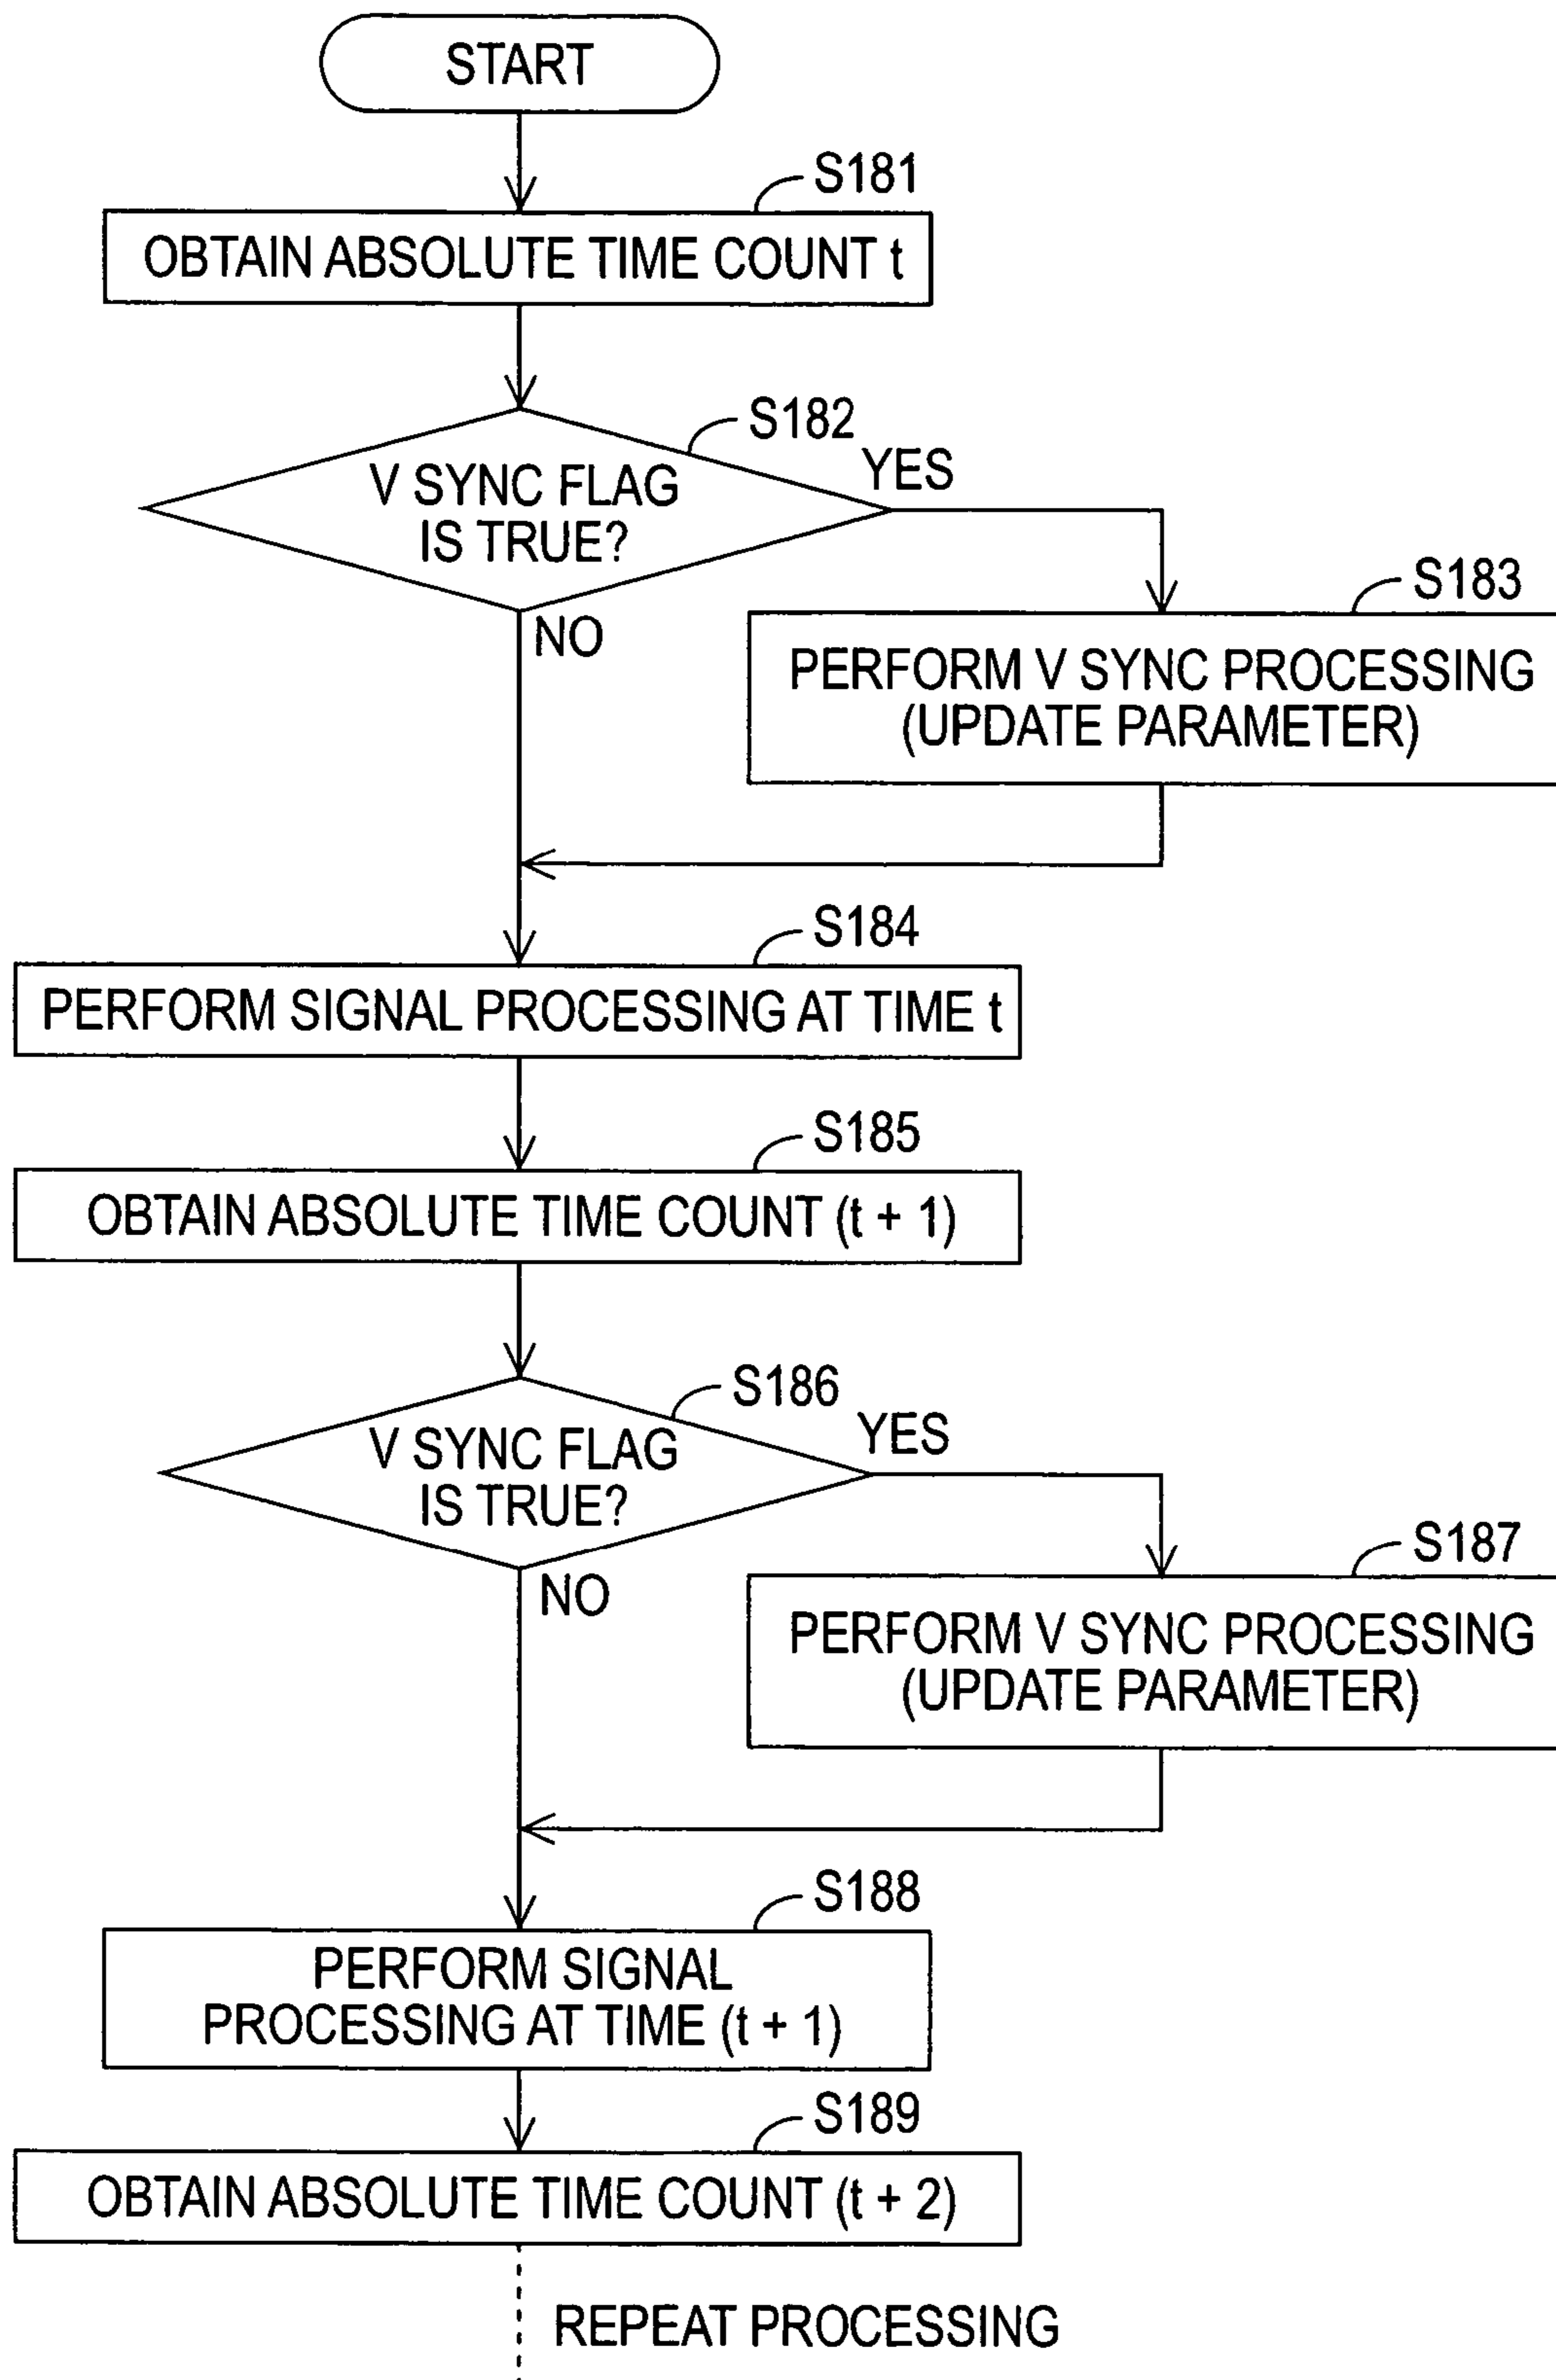 START
S181
OBTAIN ABSOLUTE TIME COUNT t
S182
V SYNC FLAG
IS TRUE?
YES
NO
S183
PERFORM V SYNC PROCESSING
(UPDATE PARAMETER)
S184
PERFORM SIGNAL PROCESSING AT TIME t
S185
OBTAIN ABSOLUTE TIME COUNT (t + 1)
S186
V SYNC FLAG
IS TRUE?
YES
NO
S187
PERFORM V SYNC PROCESSING
(UPDATE PARAMETER)
S188
PERFORM SIGNAL
PROCESSING AT TIME (t + 1)
S189
OBTAIN ABSOLUTE TIME COUNT (t + 2)
REPEAT PROCESSING